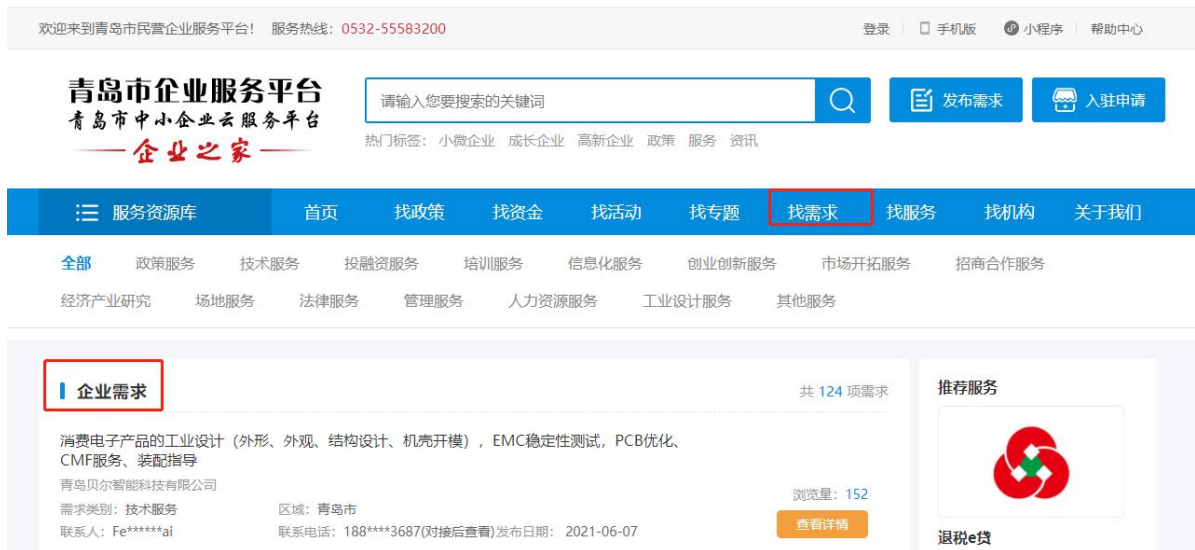 欢迎来到青岛市民营企业服务平台! 服务热线: 0532-55583200 登录 手机版 小程序 帮助中心
青岛市企业服务平台
青岛市中小企业云服务平台
企业之家
请输入您要搜索的关键词
发布需求 入驻申请
热门标签: 小微企业 成长企业 高新企业 政策 服务 资讯
服务资源库 首页 找政策 找资金 找活动 找专题 找需求 找服务 找机构 关于我们
全部 政策服务 技术服务 投融资服务 培训服务 信息化服务 创业创新服务 市场开拓服务 招商合作服务
经济产业研究 场地服务 法律服务 管理服务 人力资源服务 工业设计服务 其他服务
企业需求 共 124 项需求
推荐服务
消费电子产品的工业设计（外形、外观、结构设计、机壳开模）, EMC稳定性测试, PCB优化、
CMF服务、装配指导
青岛贝尔智能科技有限公司
浏览量: 152
需求类别: 技术服务 区域: 青岛市
查看详情
联系人: Fe******ai 联系电话: 188****3687(对接后查看)发布日期: 2021-06-07
退税e贷